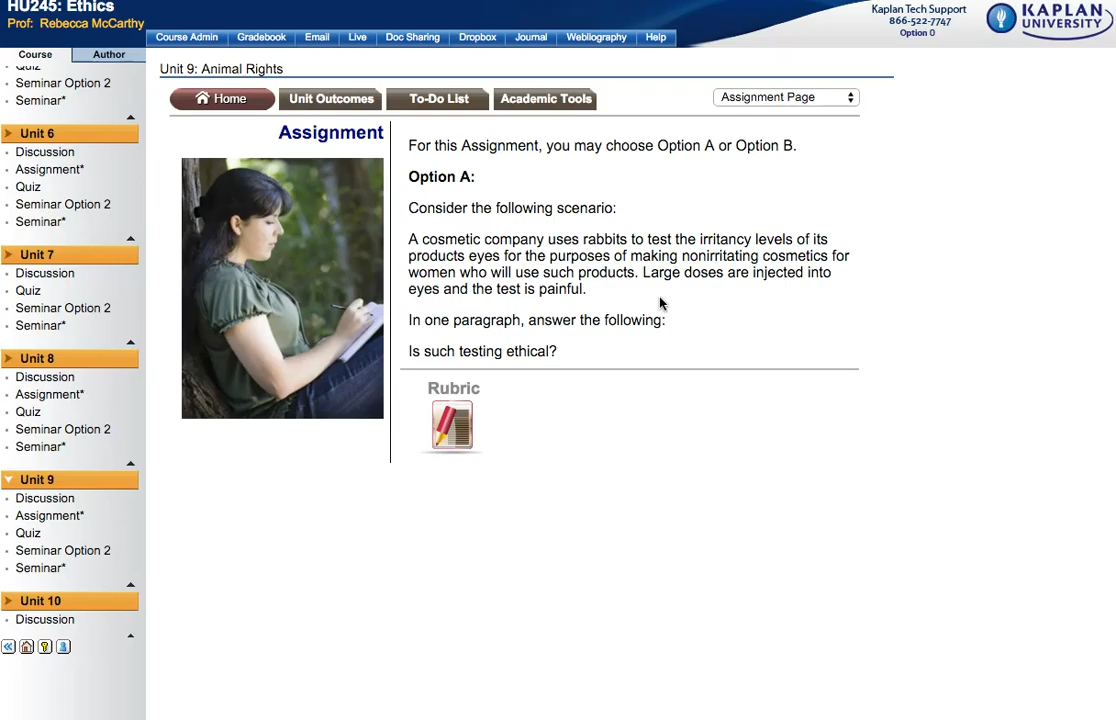 HU245: Ethics
Prof: Rebecca McCarthy
Kaplan Tech Support
866-522-7747
Option 0
KAPLAN
UNIVERSITY
Course Admin Gradebook Email Live Doc Sharing Dropbox Journal Webliography Help
Course Author
Quiz
Seminar Option 2
Seminar*
Unit 6
Discussion
Assignment*
Quiz
Seminar Option 2
Seminar*
Unit 7
Discussion
Quiz
Seminar Option 2
Seminar*
Unit 8
Discussion
Assignment*
Quiz
Seminar Option 2
Seminar*
Unit 9
Discussion
Assignment*
Quiz
Seminar Option 2
Seminar*
Unit 10
Discussion
Unit 9: Animal Rights
Home Unit Outcomes To-Do List Academic Tools Assignment Page
Assignment
For this Assignment, you may choose Option A or Option B.
Option A:
Consider the following scenario:
A cosmetic company uses rabbits to test the irritancy levels of its
products eyes for the purposes of making nonirritating cosmetics for
women who will use such products. Large doses are injected into
eyes and the test is painful.
In one paragraph, answer the following:
Is such testing ethical?
Rubric